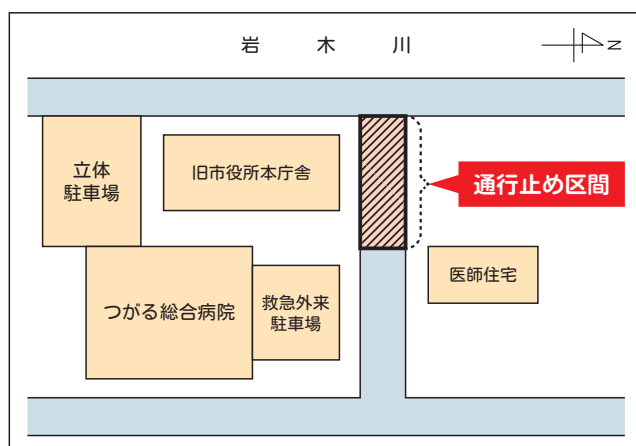 岩木川
N
立体
駐車場
旧市役所本庁舎
通行止め区間
医師住宅
つがる総合病院
救急外来
駐車場